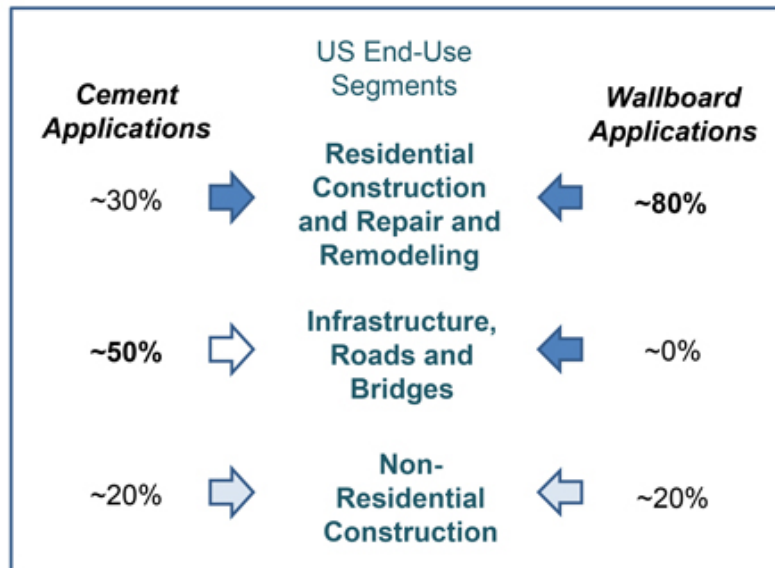 US End-Use
Segments
Cement
Applications
Wallboard
Applications
~30%
Residential
Construction
and Repair and
Remodeling
~80%
~50%
Infrastructure,
Roads and
Bridges
~0%
~20%
Non-
Residential
Construction
~20%